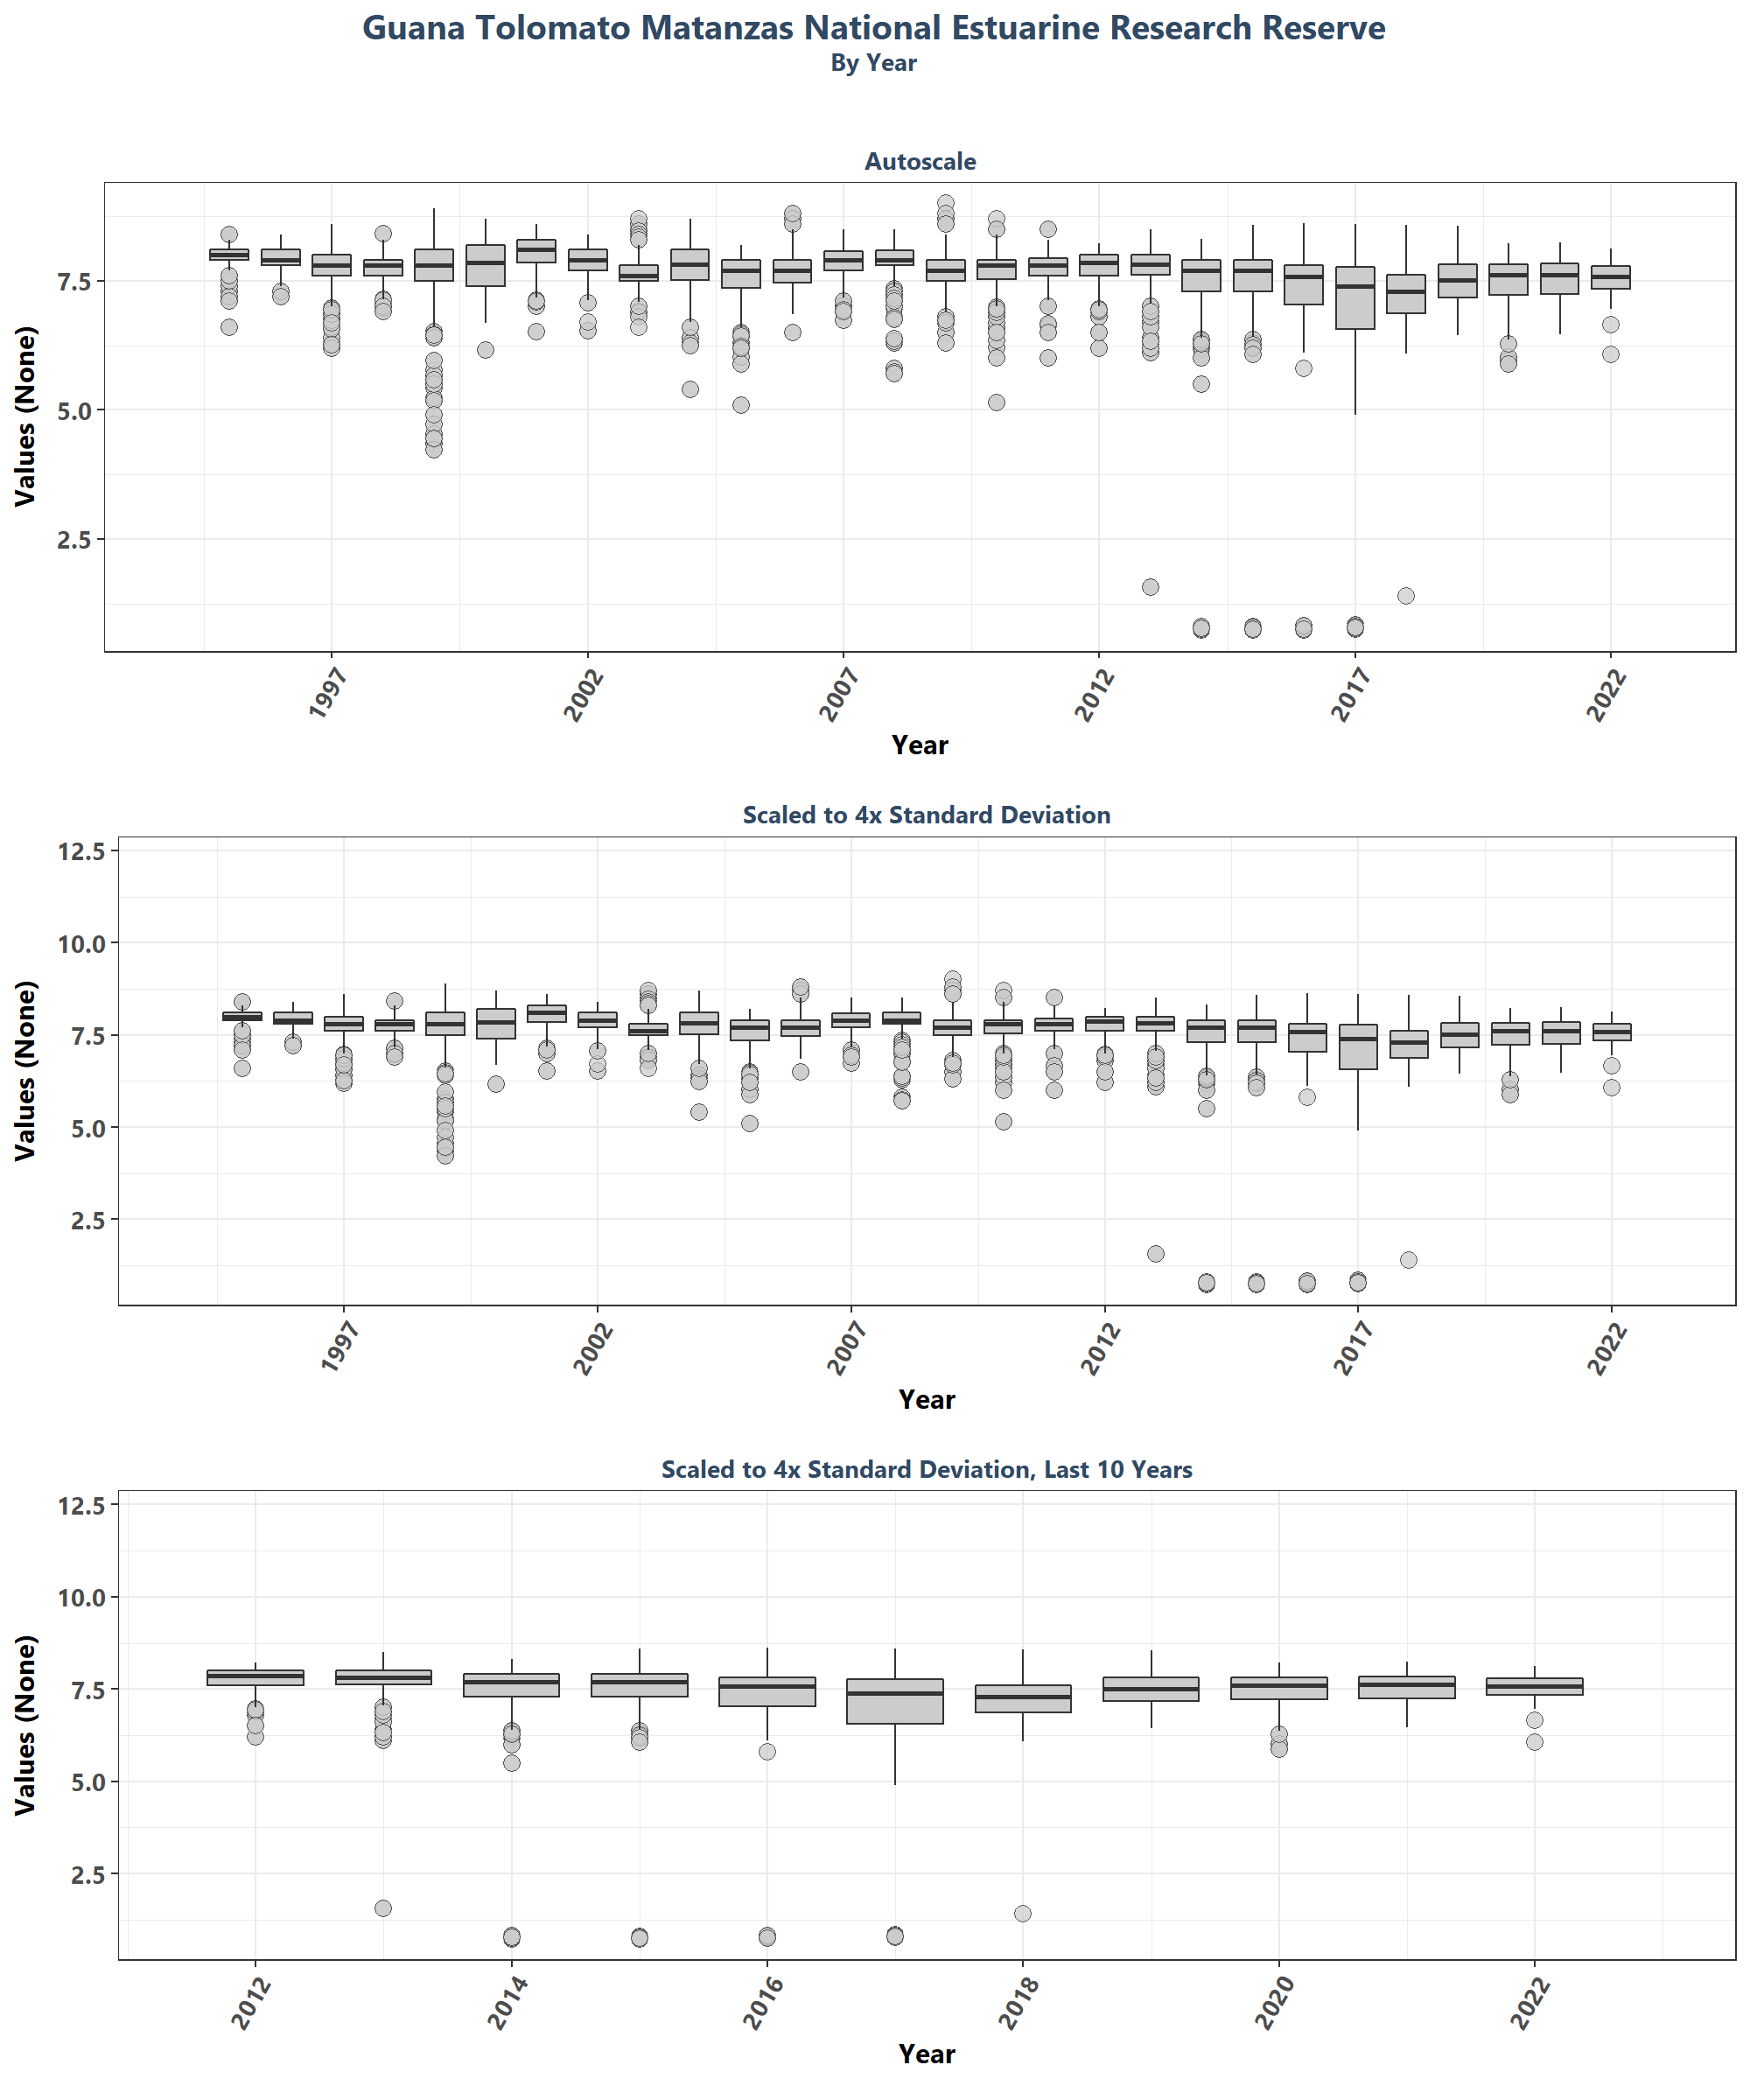 Guana Tolomato Matanzas National Estuarine Research Reserve
By Year
Autoscale
Values (None)
7.5
5.0
2.5
1997 2002 2007 2012 2017 2022
Year
Scaled to 4x Standard Deviation
Values (None)
12.5
10.0
7.5
5.0
2.5
1997 2002 2007 2012 2017 2022
Year
Scaled to 4x Standard Deviation, Last 10 Years
Values (None)
12.5
10.0
7.5
5.0
2.5
2012 2014 2016 2018 2020 2022
Year